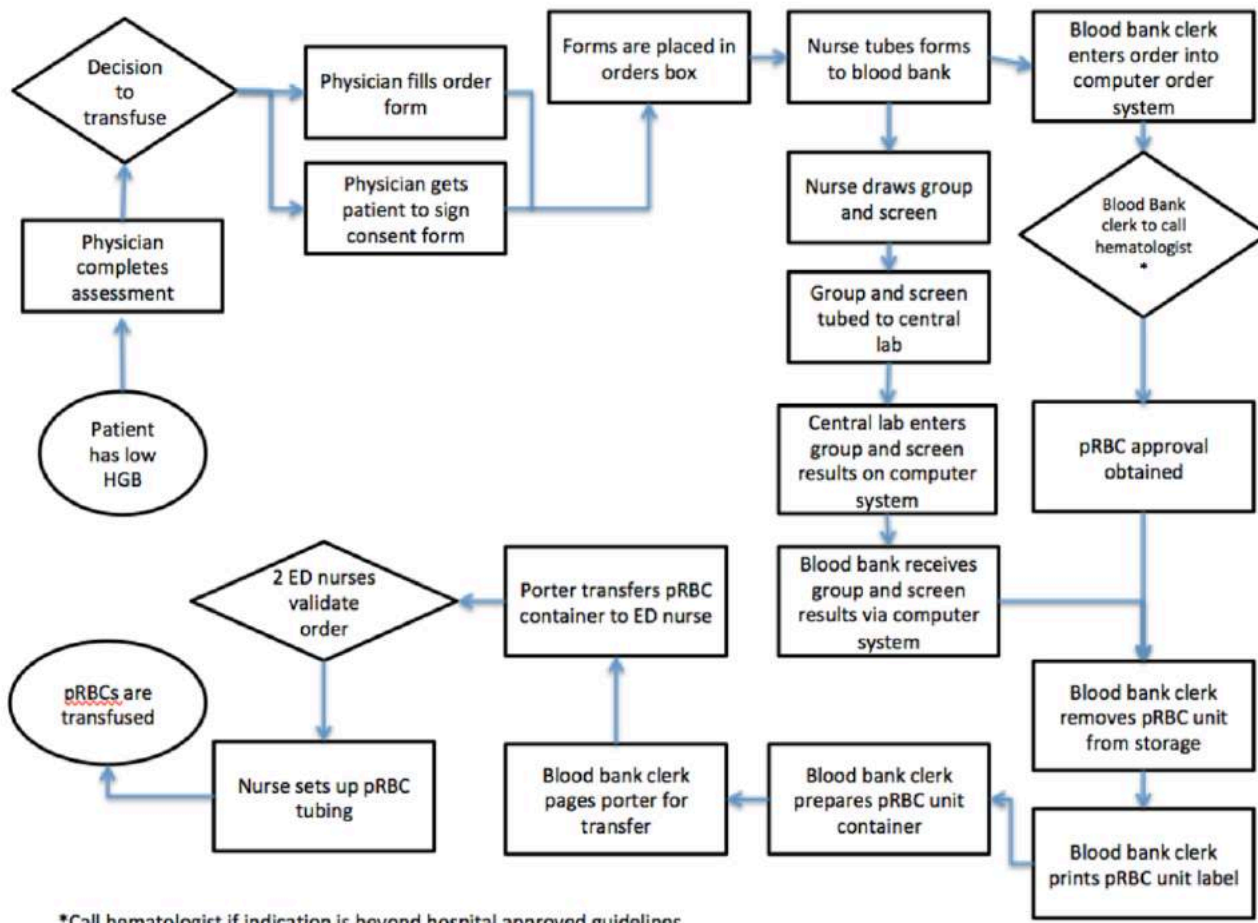 Decision
to
transfuse
Physician fills order
form
Physician gets
patient to sign
consent form
Physician
completes
assessment
Patient
has low
HGB
Forms are placed in
orders box
Nurse tubes forms
to blood bank
Blood bank clerk
enters order into
computer order
system
Nurse draws group
and screen
Blood Bank
clerk to call
hematologist
*
Group and screen
tubed to central
lab
Central lab enters
group and screen
results on computer
system
pRBC approval
obtained
Blood bank receives
group and screen
results via computer
system
Blood bank clerk
removes pRBC unit
from storage
Blood bank clerk
prints pRBC unit label
Blood bank clerk
prepares pRBC unit
container
Blood bank clerk
pages porter for
transfer
Porter transfers pRBC
container to ED nurse
2 ED nurses
validate
order
Nurse sets up pRBC
tubing
pRBCs are
transfused
*Call hematologist if indication is beyond hospital approved guidelines